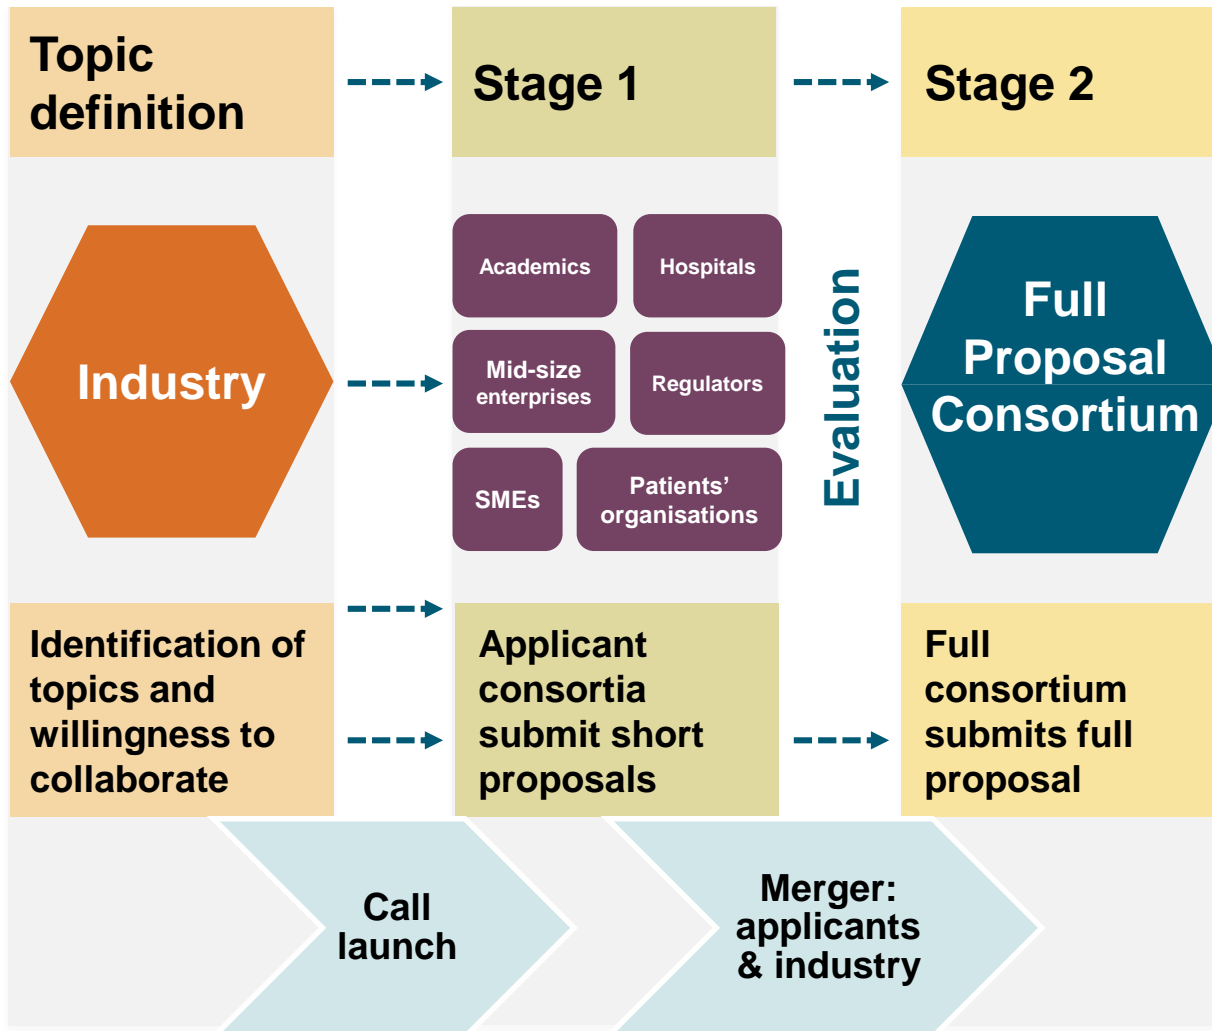 Topic
definition
Stage 1
Stage 2
Industry
Academics
Hospitals
Mid-size
enterprises
Regulators
SMEs
Patients'
organisations
Evaluation
Full
Proposal
Consortium
Identification of
topics and
willingness to
collaborate
Applicant
consortia
submit short
proposals
Full
consortium
submits full
proposal
Call
launch
Merger:
applicants
& industry